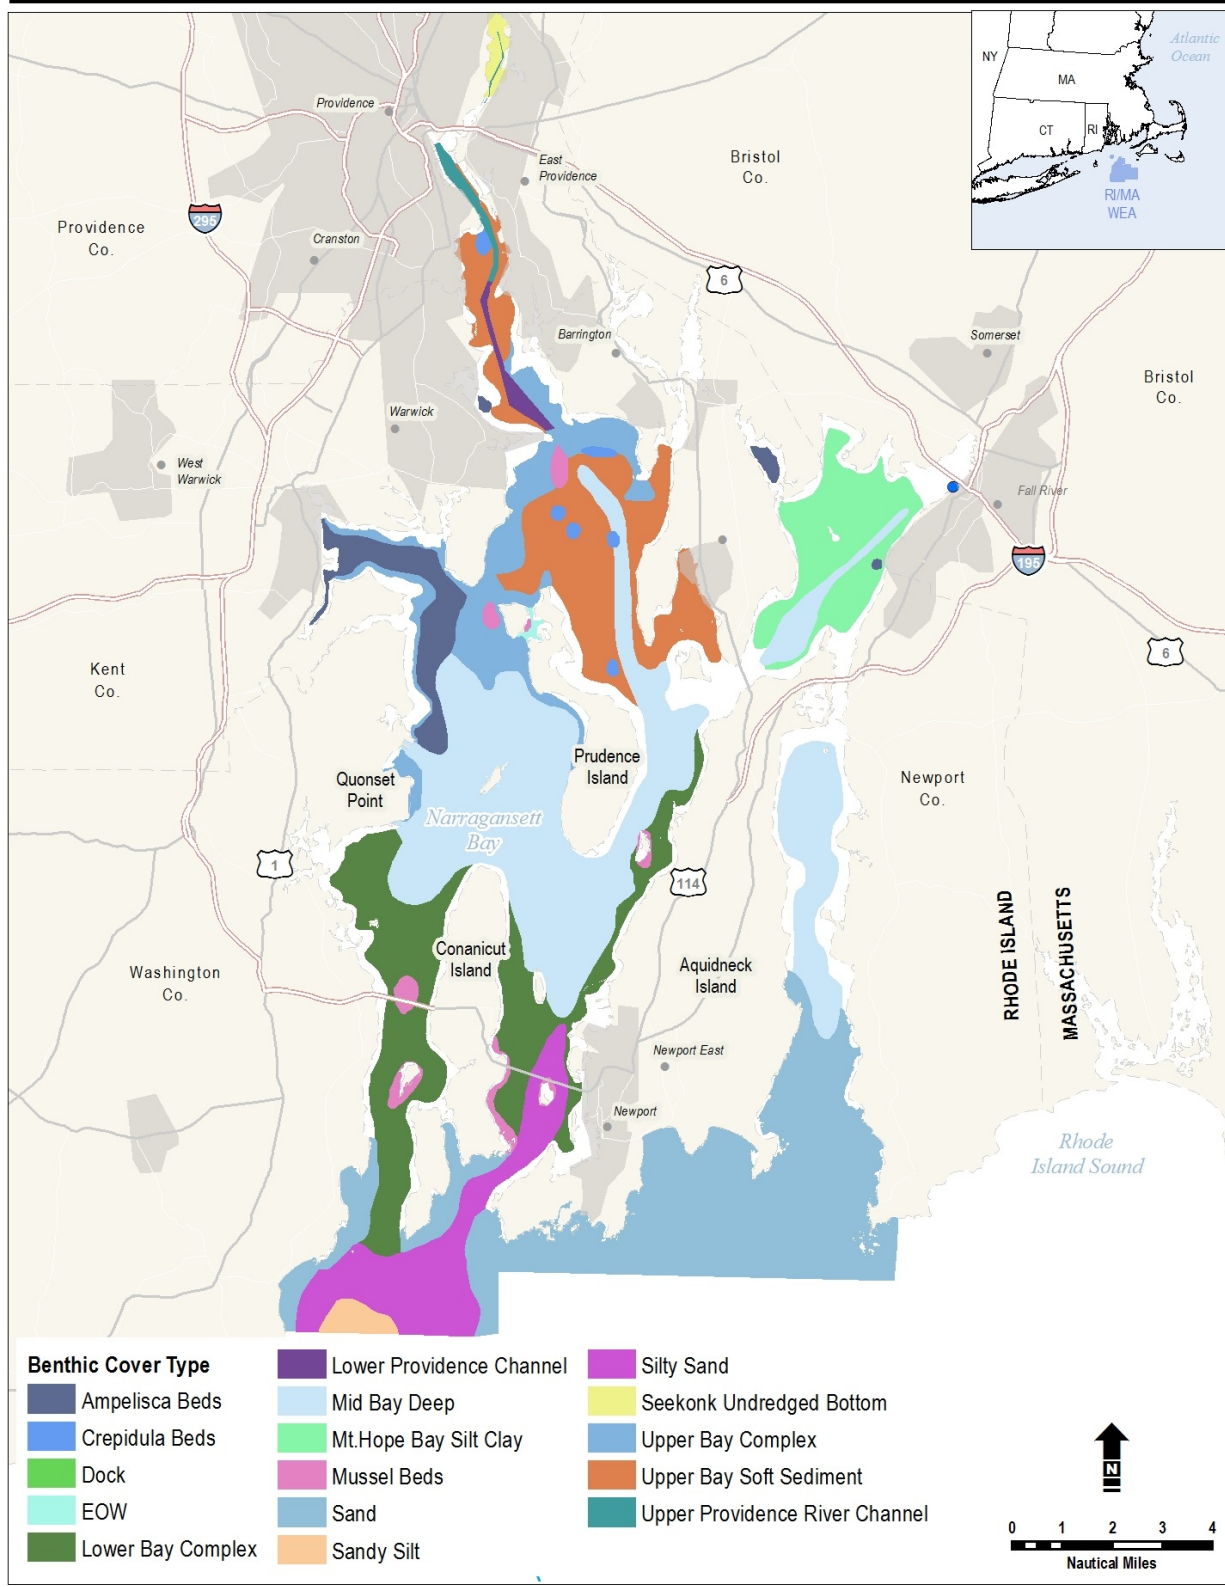 Atlantic
Ocean
NY
MA
CT
RI
RI/MA
WEA
Providence
East
Providence
Bristol
Co.
Providence
Co.
295
Cranston
6
Barrington
Somerset
Bristol
Co.
Warwick
West
Warwick
Fall River
195
6
Kent
Co.
Prudence
Island
Quonset
Point
Newport
Co.
Narragansett
Bay
1
114
RHODE ISLAND
MASSACHUSETTS
Conanicut
Island
Aquidneck
Island
Washington
Co.
Newport East
Newport
Rhode
Island Sound
Benthic Cover Type
Ampelisca Beds
Crepidula Beds
Dock
EOW
Lower Bay Complex
Lower Providence Channel
Mid Bay Deep
Mt.Hope Bay Silt Clay
Mussel Beds
Sand
Sandy Silt
Silty Sand
Seekonk Undredged Bottom
Upper Bay Complex
Upper Bay Soft Sediment
Upper Providence River Channel
N
0 1 2 3 4
Nautical Miles